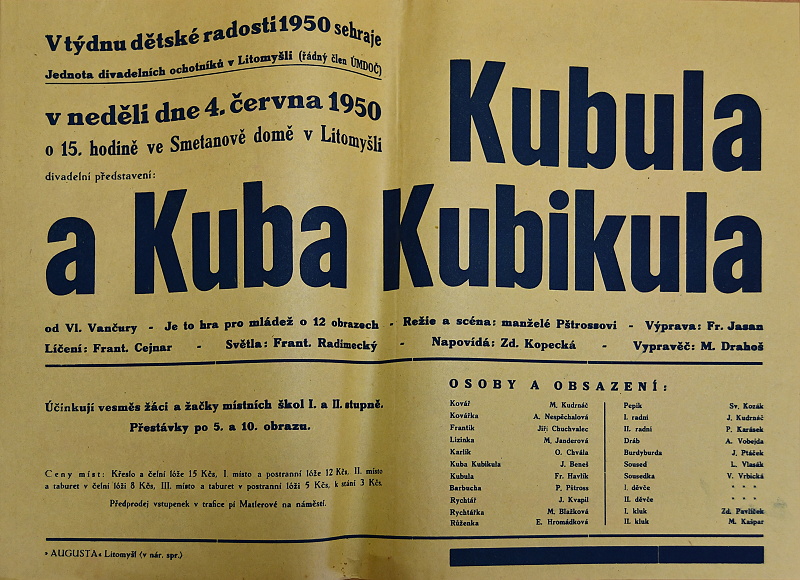 V týdnu dětské radosti 1950 sehraje
Jednota divadelních ochotníků v Litomyšli (řádný člen ÚMDOČ)
v neděli dne 4. června 1950
o 15. hodině ve Smetanově domě v Litomyšli
divadelní představení:
Kubula
a Kuba Kubikula
od Vl. Vančury - Je to hra pro mládež o 12 obrazech - Režie a scéna: manželé Pštrossovi - Výprava: Fr. Jasan
Líčení: Frant. Cejnar - Světla: Frant. Radimecký - Napovídá: Zd. Kopecká - Vypravěč: M. Drahoš
Účinkují vesměs žáci a žačky místních škol I. a II. stupně.
Přestávky po 5. a 10. obrazu.
Ceny míst: Křeslo a čelní lóže 15 Kčs, I. místo a postranní lóže 12 Kčs. II. místo
a taburet v čelní lóži 8 Kčs, III. místo a taburet v postranní lóži 5 Kčs, k stání 3 Kčs.
Předprodej vstupenek v trafice pí Matlerové na náměstí.
OSOBY A OBSAZENÍ:
Kovář M. Kudrnáč
Kovářka A. Nespěchalová
Frantík Jiří Chuchvalec
Lízinka M. Janderová
Karlík O. Chvála
Kuba Kubikula J. Beneš
Kubula Fr. Havlík
Barbucha P. Pštross
Rychtář J. Kvapil
Rychtářka M. Blažková
Růženka E. Hromádková
Pepík Sv. Kozák
I. radní J. Kudrnáč
II. radní P. Karásek
Dráb A. Vobejda
Burdyburda J. Ptáček
Soused L. Vlasák
Sousedka V. Vrbická
I. děvče * * *
II. děvče * * *
I. kluk Zd. Pavlíček
II. kluk M. Kašpar
» AUGUSTA« Litomyšl (v nár. spr.)